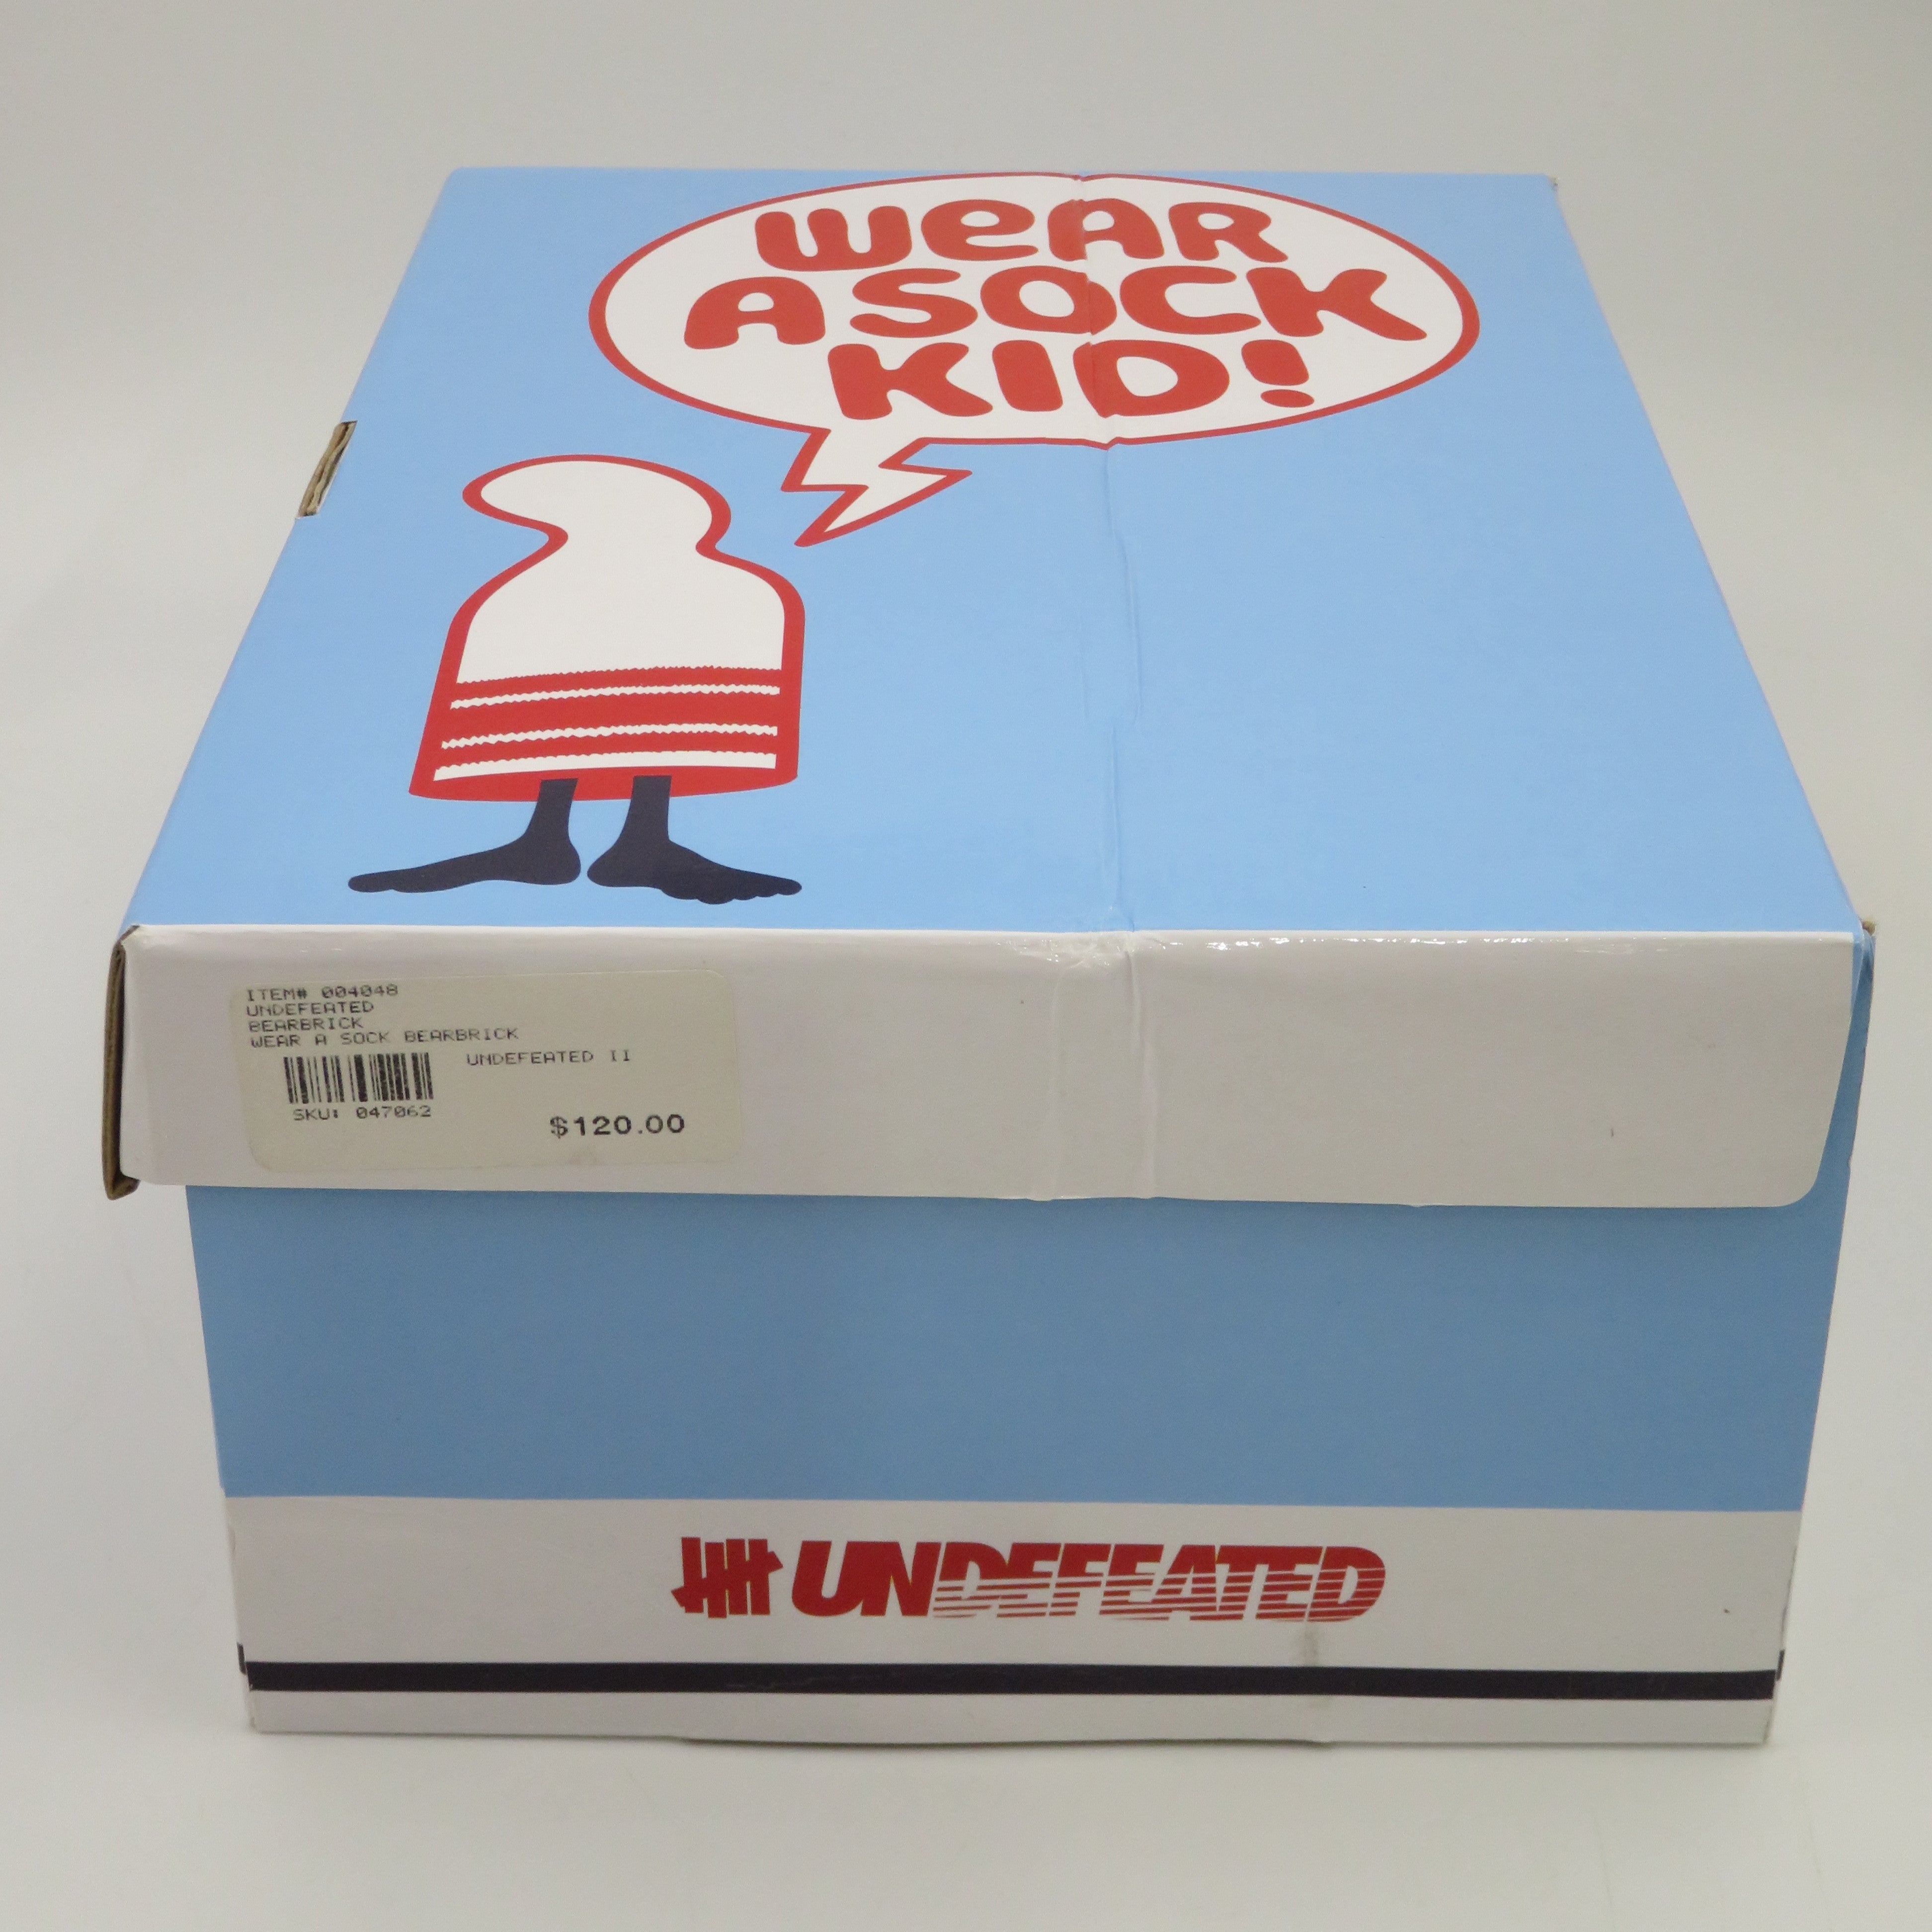 WeAR
A SOCK
KID!
ITEM# 004048
UNDEFEATED
BEARBRICK
WEAR A SOCK BEARBRICK
UNDEFEATED II
SKU: 047062
$120.00
UNDEFEATED